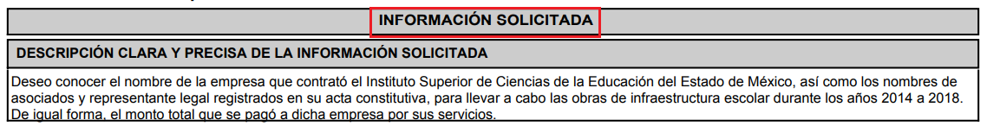 INFORMACIÓN SOLICITADA
DESCRIPCIÓN CLARA Y PRECISA DE LA INFORMACIÓN SOLICITADA
Deseo conocer el nombre de la empresa que contrató el Instituto Superior de Ciencias de la Educación del Estado de México, así como los nombres de
asociados y representante legal registrados en su acta constitutiva, para llevar a cabo las obras de infraestructura escolar durante los años 2014 a 2018.
De igual forma, el monto total que se pagó a dicha empresa por sus servicios.